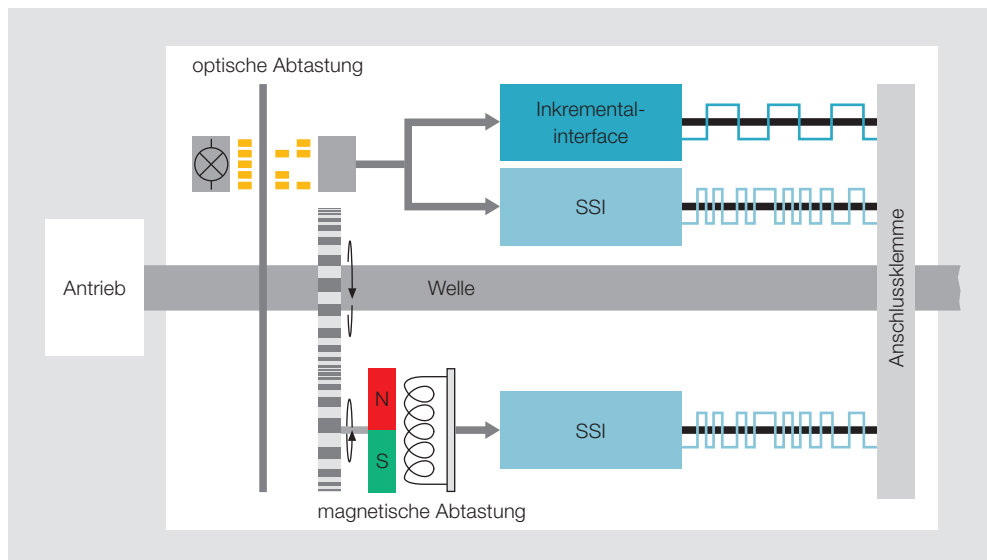 optische Abtastung
Inkremental-
interface
SSI
Antrieb
Welle
Anschlussklemme
N
S
SSI
magnetische Abtastung